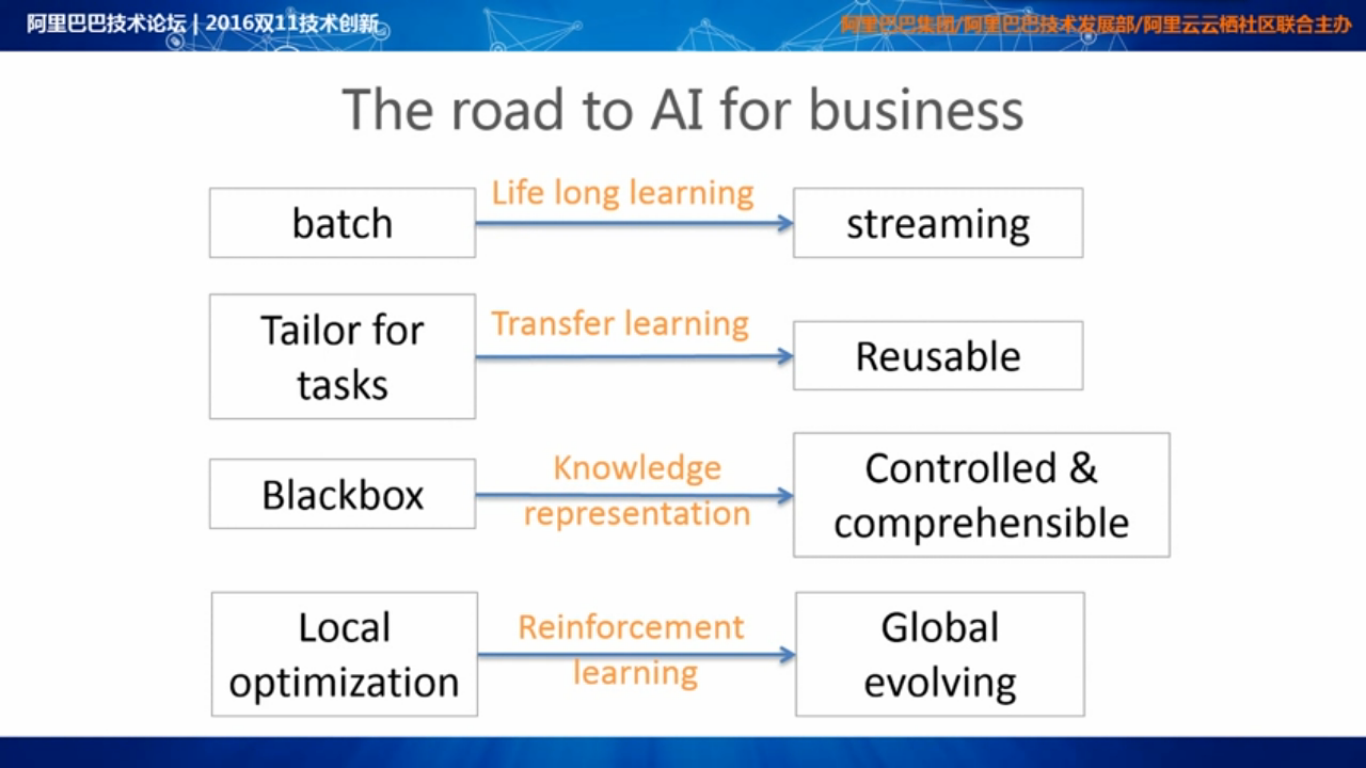 阿里巴巴技术论坛 | 2016双11技术创新
阿里巴巴集团/阿里巴巴技术发展部/阿里云云栖社区联合主办
The road to AI for business
batch
Life long learning
streaming
Tailor for
tasks
Transfer learning
Reusable
Blackbox
Knowledge
representation
Controlled &
comprehensible
Local
optimization
Reinforcement
learning
Global
evolving